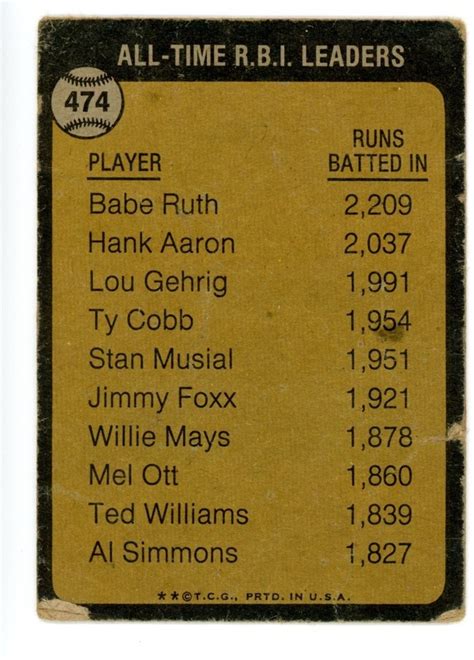 ALL-TIME R.B.I. LEADERS
474
PLAYER RUNS BATTED IN
Babe Ruth 2,209
Hank Aaron 2,037
Lou Gehrig 1,991
Ty Cobb 1,954
Stan Musial 1,951
Jimmy Foxx 1,921
Willie Mays 1,878
Mel Ott 1,860
Ted Williams 1,839
Al Simmons 1,827
★★©T.C.G., PRTD. IN U.S.A.